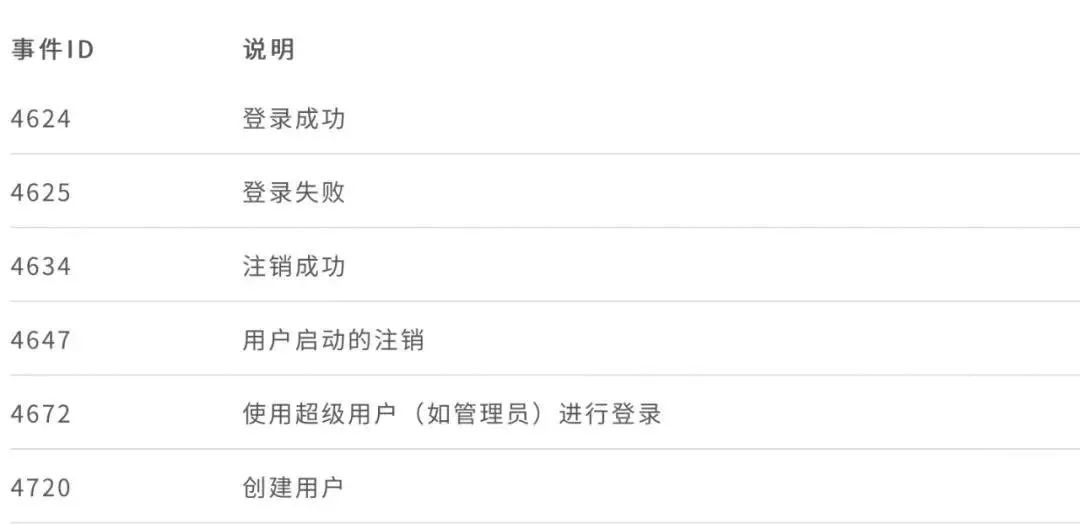 事件ID 说明
4624 登录成功
4625 登录失败
4634 注销成功
4647 用户启动的注销
4672 使用超级用户（如管理员）进行登录
4720 创建用户